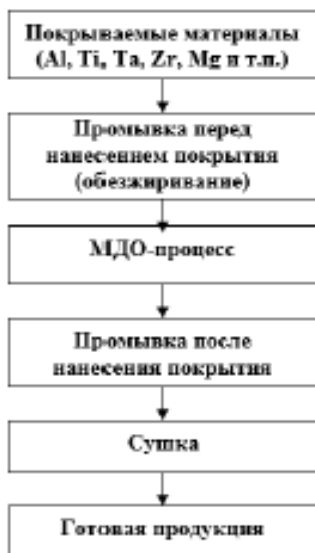 Покрываемые материалы
(Al, Ti, Ta, Zr, Mg и т.п.)
Промывка перед
нанесением покрытия
(обезжиривание)
МДО-процесс
Промывка после
нанесения покрытия
Сушка
Готовая продукция